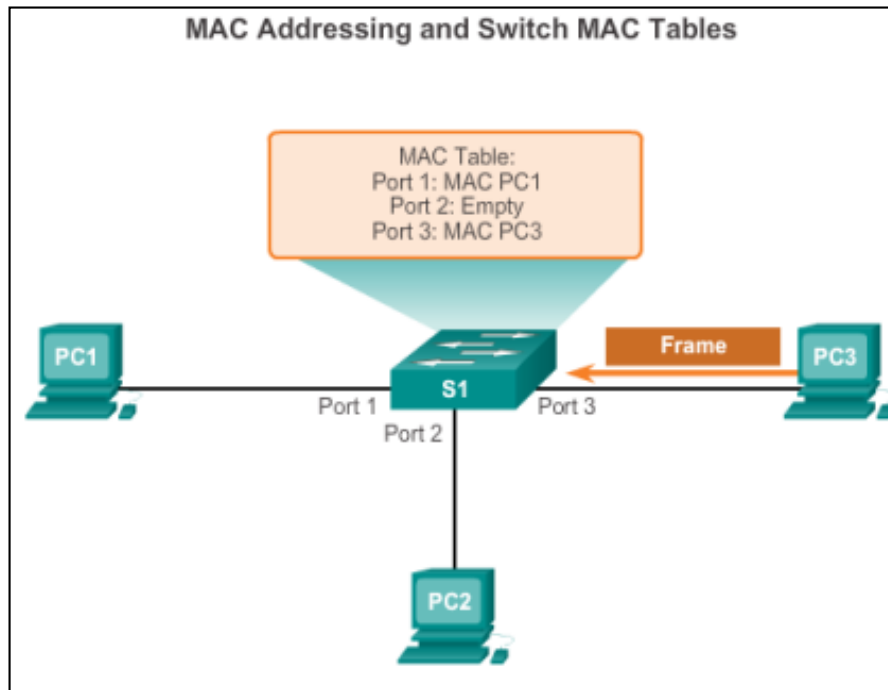 MAC Addressing and Switch MAC Tables
MAC Table:
Port 1: MAC PC1
Port 2: Empty
Port 3: MAC PC3
PC1
Frame
PC3
S1
Port 1
Port 3
Port 2
PC2